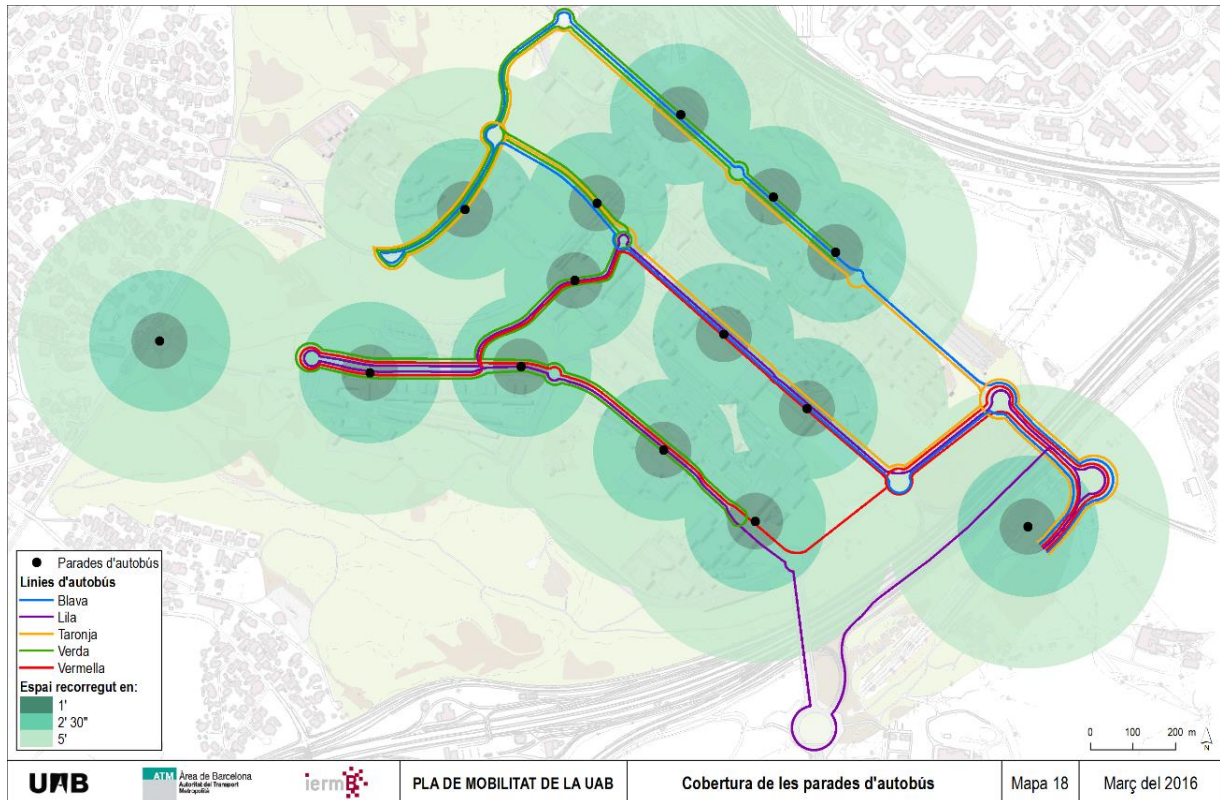 Parades d'autobús
Línies d'autobús
Blava
Lila
Taronja
Verda
Vermella
Espai recorregut en:
1'
2' 30"
5'
0 100 200 m
N
UAB
ATM Àrea de Barcelona
Autoritat del Transport
Metropolità
iermB
PLA DE MOBILITAT DE LA UAB
Cobertura de les parades d'autobús
Mapa 18
Març del 2016